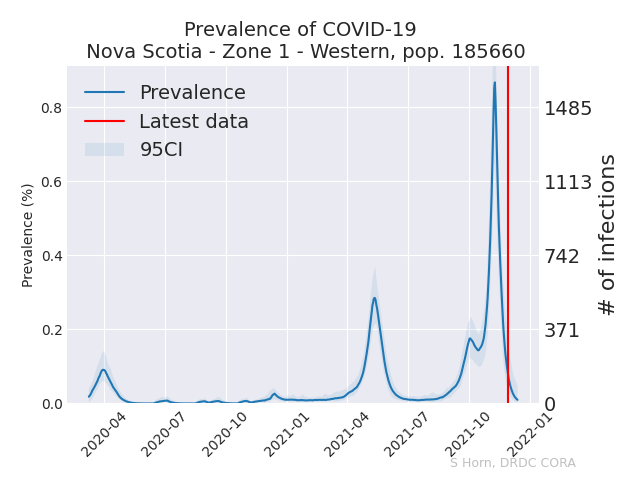 Prevalence of COVID-19
Nova Scotia - Zone 1 - Western, pop. 185660
Prevalence
Latest data
95CI
Prevalence (%)
0.8
0.6
0.4
0.2
0.0
1485
1113
742
371
0
# of infections
2020-04
2020-07
2020-10
2021-01
2021-04
2021-07
2021-10
2022-01
S Horn, DRDC CORA